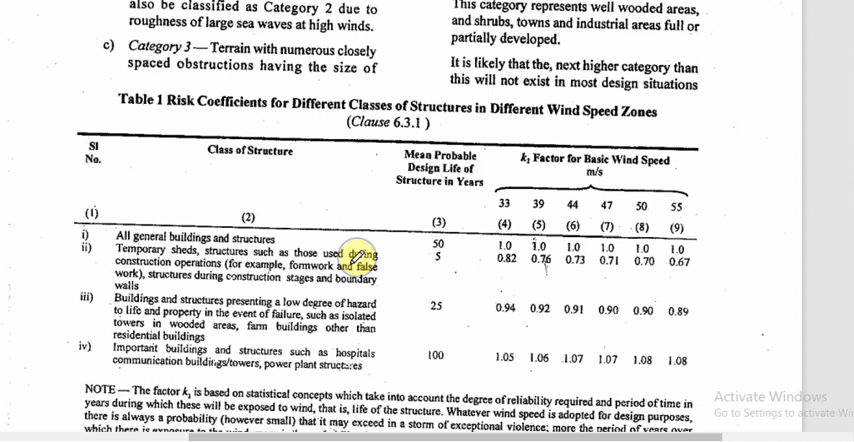 also be classified as Category 2 due to
roughness of large sea waves at high winds.
c) Category 3 — Terrain with numerous closely
spaced obstructions having the size of
This category represents well wooded areas,
and shrubs, towns and industrial areas full or
partially developed.
It is likely that the, next higher category than
this will not exist in most design situations
Table 1 Risk Coefficients for Different Classes of Structures in Different Wind Speed Zones
(Clause 6.3.1 )
Sl No. Class of Structure Mean Probable Design Life of Structure in Years k₁ Factor for Basic Wind Speed m/s
33 39 44 47 50 55
(1) (2) (3) (4) (5) (6) (7) (8) (9)
i) All general buildings and structures 50 1.0 1.0 1.0 1.0 1.0 1.0
ii) Temporary sheds, structures such as those used during 5 0.82 0.76 0.73 0.71 0.70 0.67
construction operations (for example, formwork and false
work), structures during construction stages and boundary
walls
iii) Buildings and structures presenting a low degree of hazard 25 0.94 0.92 0.91 0.90 0.90 0.89
to life and property in the event of failure, such as isolated
towers in wooded areas, farm buildings other than
residential buildings
iv) Important buildings and structures such as hospitals 100 1.05 1.06 1.07 1.07 1.08 1.08
communication buildings/towers, power plant structures
NOTE — The factor k₁ is based on statistical concepts which take into account the degree of reliability required and period of time in
years during which these will be exposed to wind, that is, life of the structure. Whatever wind speed is adopted for design purposes,
there is always a probability (however small) that it may exceed in a storm of exceptional violence; more the period of years over
which there is exposure to the wind
Activate Windows
Go to Settings to activate Wi